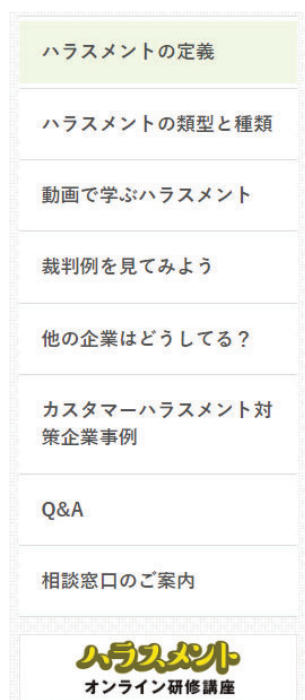 ハラスメントの定義
ハラスメントの類型と種類
動画で学ぶハラスメント
裁判例を見てみよう
他の企業はどうしてる？
カスタマーハラスメント対
策企業事例
Q&A
相談窓口のご案内
ハラスメント
オンライン研修講座